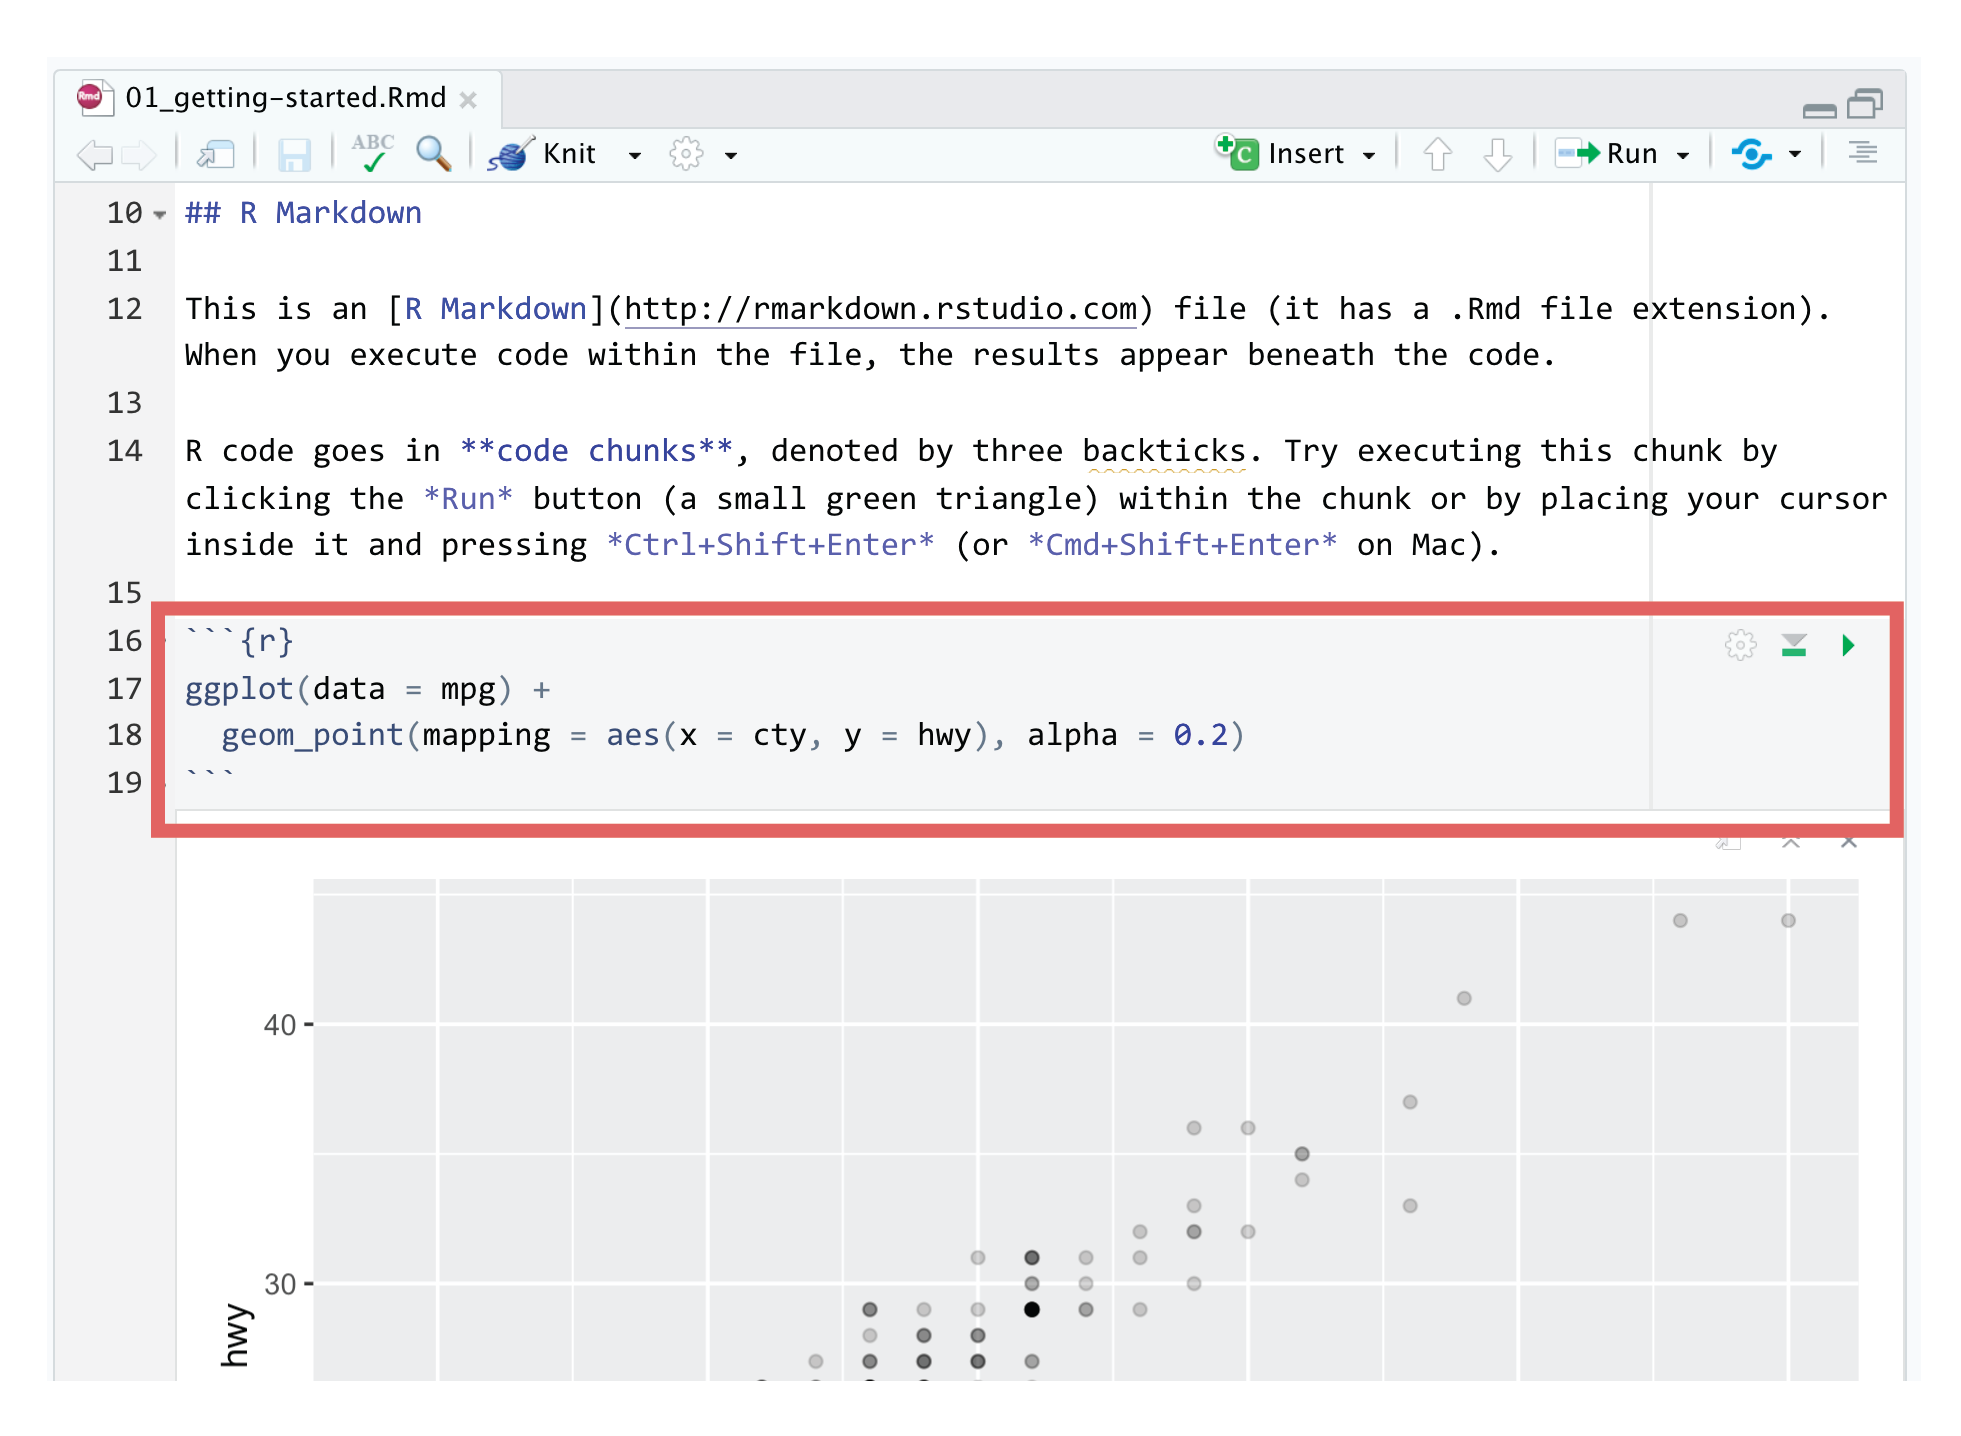 Rmd 01_getting-started.Rmd
ABC Knit C Insert Run
10 ## R Markdown
11
12 This is an [R Markdown](http://rmarkdown.rstudio.com) file (it has a .Rmd file extension).
When you execute code within the file, the results appear beneath the code.
13
14 R code goes in **code chunks**, denoted by three backticks. Try executing this chunk by
clicking the *Run* button (a small green triangle) within the chunk or by placing your cursor
inside it and pressing *Ctrl+Shift+Enter* (or *Cmd+Shift+Enter* on Mac).
15
16 ```{r}
17 ggplot(data = mpg) +
18   geom_point(mapping = aes(x = cty, y = hwy), alpha = 0.2)
19 ```
40
30
hwy